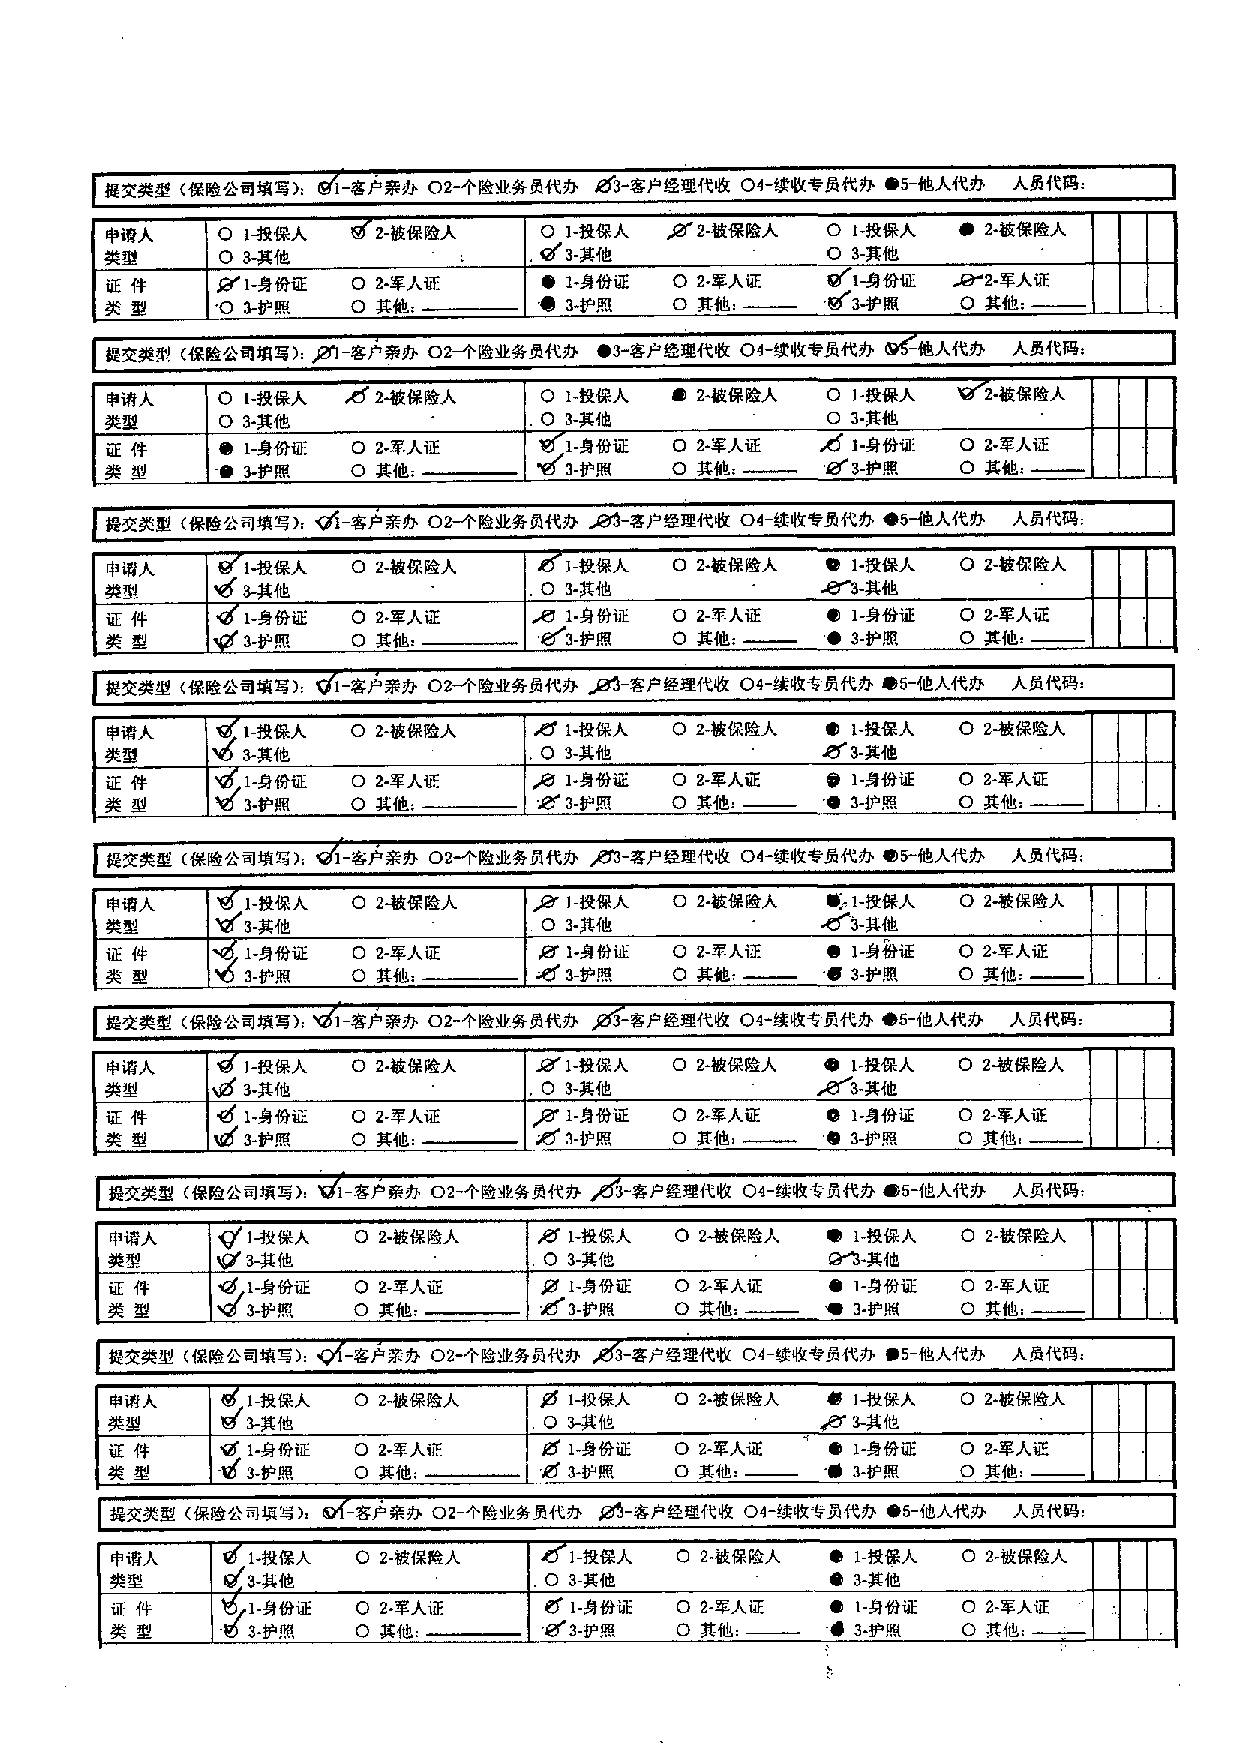 提交类型（保险公司填写）：○1-客户亲办 ○2-个险业务员代办 ○3-客户经理代收 ○4-续收专员代办 ●5-他人代办 人员代码：
申请人 ○ 1-投保人 ○ 2-被保险人 ○ 1-投保人 ○ 2-被保险人 ○ 1-投保人 ● 2-被保险人
类型 ○ 3-其他 ○ 3-其他 ○ 3-其他
证 件 ○ 1-身份证 ○ 2-军人证 ● 1-身份证 ○ 2-军人证 ○ 1-身份证 ○ 2-军人证
类 型 ○ 3-护照 ○ 其他： ● 3-护照 ○ 其他： ○ 3-护照 ○ 其他：
提交类型（保险公司填写）：○1-客户亲办 ○2-个险业务员代办 ●3-客户经理代收 ○4-续收专员代办 ○5-他人代办 人员代码：
申请人 ○ 1-投保人 ○ 2-被保险人 ○ 1-投保人 ● 2-被保险人 ○ 1-投保人 ○ 2-被保险人
类型 ○ 3-其他 ○ 3-其他 ○ 3-其他
证 件 ● 1-身份证 ○ 2-军人证 ○ 1-身份证 ○ 2-军人证 ○ 1-身份证 ○ 2-军人证
类 型 ● 3-护照 ○ 其他： ○ 3-护照 ○ 其他： ○ 3-护照 ○ 其他：
提交类型（保险公司填写）：○1-客户亲办 ○2-个险业务员代办 ○3-客户经理代收 ○4-续收专员代办 ●5-他人代办 人员代码：
申请人 ○ 1-投保人 ○ 2-被保险人 ○ 1-投保人 ○ 2-被保险人 ● 1-投保人 ○ 2-被保险人
类型 ○ 3-其他 ○ 3-其他 ○ 3-其他
证 件 ○ 1-身份证 ○ 2-军人证 ○ 1-身份证 ○ 2-军人证 ● 1-身份证 ○ 2-军人证
类 型 ○ 3-护照 ○ 其他： ○ 3-护照 ○ 其他： ● 3-护照 ○ 其他：
提交类型（保险公司填写）：○1-客户亲办 ○2-个险业务员代办 ○3-客户经理代收 ○4-续收专员代办 ●5-他人代办 人员代码：
申请人 ○ 1-投保人 ○ 2-被保险人 ○ 1-投保人 ○ 2-被保险人 ● 1-投保人 ○ 2-被保险人
类型 ○ 3-其他 ○ 3-其他 ○ 3-其他
证 件 ○ 1-身份证 ○ 2-军人证 ○ 1-身份证 ○ 2-军人证 ● 1-身份证 ○ 2-军人证
类 型 ○ 3-护照 ○ 其他： ○ 3-护照 ○ 其他： ● 3-护照 ○ 其他：
提交类型（保险公司填写）：○1-客户亲办 ○2-个险业务员代办 ○3-客户经理代收 ○4-续收专员代办 ●5-他人代办 人员代码：
申请人 ○ 1-投保人 ○ 2-被保险人 ○ 1-投保人 ○ 2-被保险人 ● 1-投保人 ○ 2-被保险人
类型 ○ 3-其他 ○ 3-其他 ○ 3-其他
证 件 ○ 1-身份证 ○ 2-军人证 ○ 1-身份证 ○ 2-军人证 ● 1-身份证 ○ 2-军人证
类 型 ○ 3-护照 ○ 其他： ○ 3-护照 ○ 其他： ● 3-护照 ○ 其他：
提交类型（保险公司填写）：○1-客户亲办 ○2-个险业务员代办 ○3-客户经理代收 ○4-续收专员代办 ●5-他人代办 人员代码：
申请人 ○ 1-投保人 ○ 2-被保险人 ○ 1-投保人 ○ 2-被保险人 ● 1-投保人 ○ 2-被保险人
类型 ○ 3-其他 ○ 3-其他 ○ 3-其他
证 件 ○ 1-身份证 ○ 2-军人证 ○ 1-身份证 ○ 2-军人证 ● 1-身份证 ○ 2-军人证
类 型 ○ 3-护照 ○ 其他： ○ 3-护照 ○ 其他： ● 3-护照 ○ 其他：
提交类型（保险公司填写）：○1-客户亲办 ○2-个险业务员代办 ○3-客户经理代收 ○4-续收专员代办 ●5-他人代办 人员代码：
申请人 ○ 1-投保人 ○ 2-被保险人 ○ 1-投保人 ○ 2-被保险人 ● 1-投保人 ○ 2-被保险人
类型 ○ 3-其他 ○ 3-其他 ○ 3-其他
证 件 ○ 1-身份证 ○ 2-军人证 ○ 1-身份证 ○ 2-军人证 ● 1-身份证 ○ 2-军人证
类 型 ○ 3-护照 ○ 其他： ○ 3-护照 ○ 其他： ● 3-护照 ○ 其他：
提交类型（保险公司填写）：○1-客户亲办 ○2-个险业务员代办 ○3-客户经理代收 ○4-续收专员代办 ●5-他人代办 人员代码：
申请人 ○ 1-投保人 ○ 2-被保险人 ○ 1-投保人 ○ 2-被保险人 ● 1-投保人 ○ 2-被保险人
类型 ○ 3-其他 ○ 3-其他 ○ 3-其他
证 件 ○ 1-身份证 ○ 2-军人证 ○ 1-身份证 ○ 2-军人证 ● 1-身份证 ○ 2-军人证
类 型 ○ 3-护照 ○ 其他： ○ 3-护照 ○ 其他： ● 3-护照 ○ 其他：
提交类型（保险公司填写）：○1-客户亲办 ○2-个险业务员代办 ○3-客户经理代收 ○4-续收专员代办 ●5-他人代办 人员代码：
申请人 ○ 1-投保人 ○ 2-被保险人 ○ 1-投保人 ○ 2-被保险人 ● 1-投保人 ○ 2-被保险人
类型 ○ 3-其他 ○ 3-其他 ● 3-其他
证 件 ○ 1-身份证 ○ 2-军人证 ○ 1-身份证 ○ 2-军人证 ● 1-身份证 ○ 2-军人证
类 型 ○ 3-护照 ○ 其他： ○ 3-护照 ○ 其他： ● 3-护照 ○ 其他：